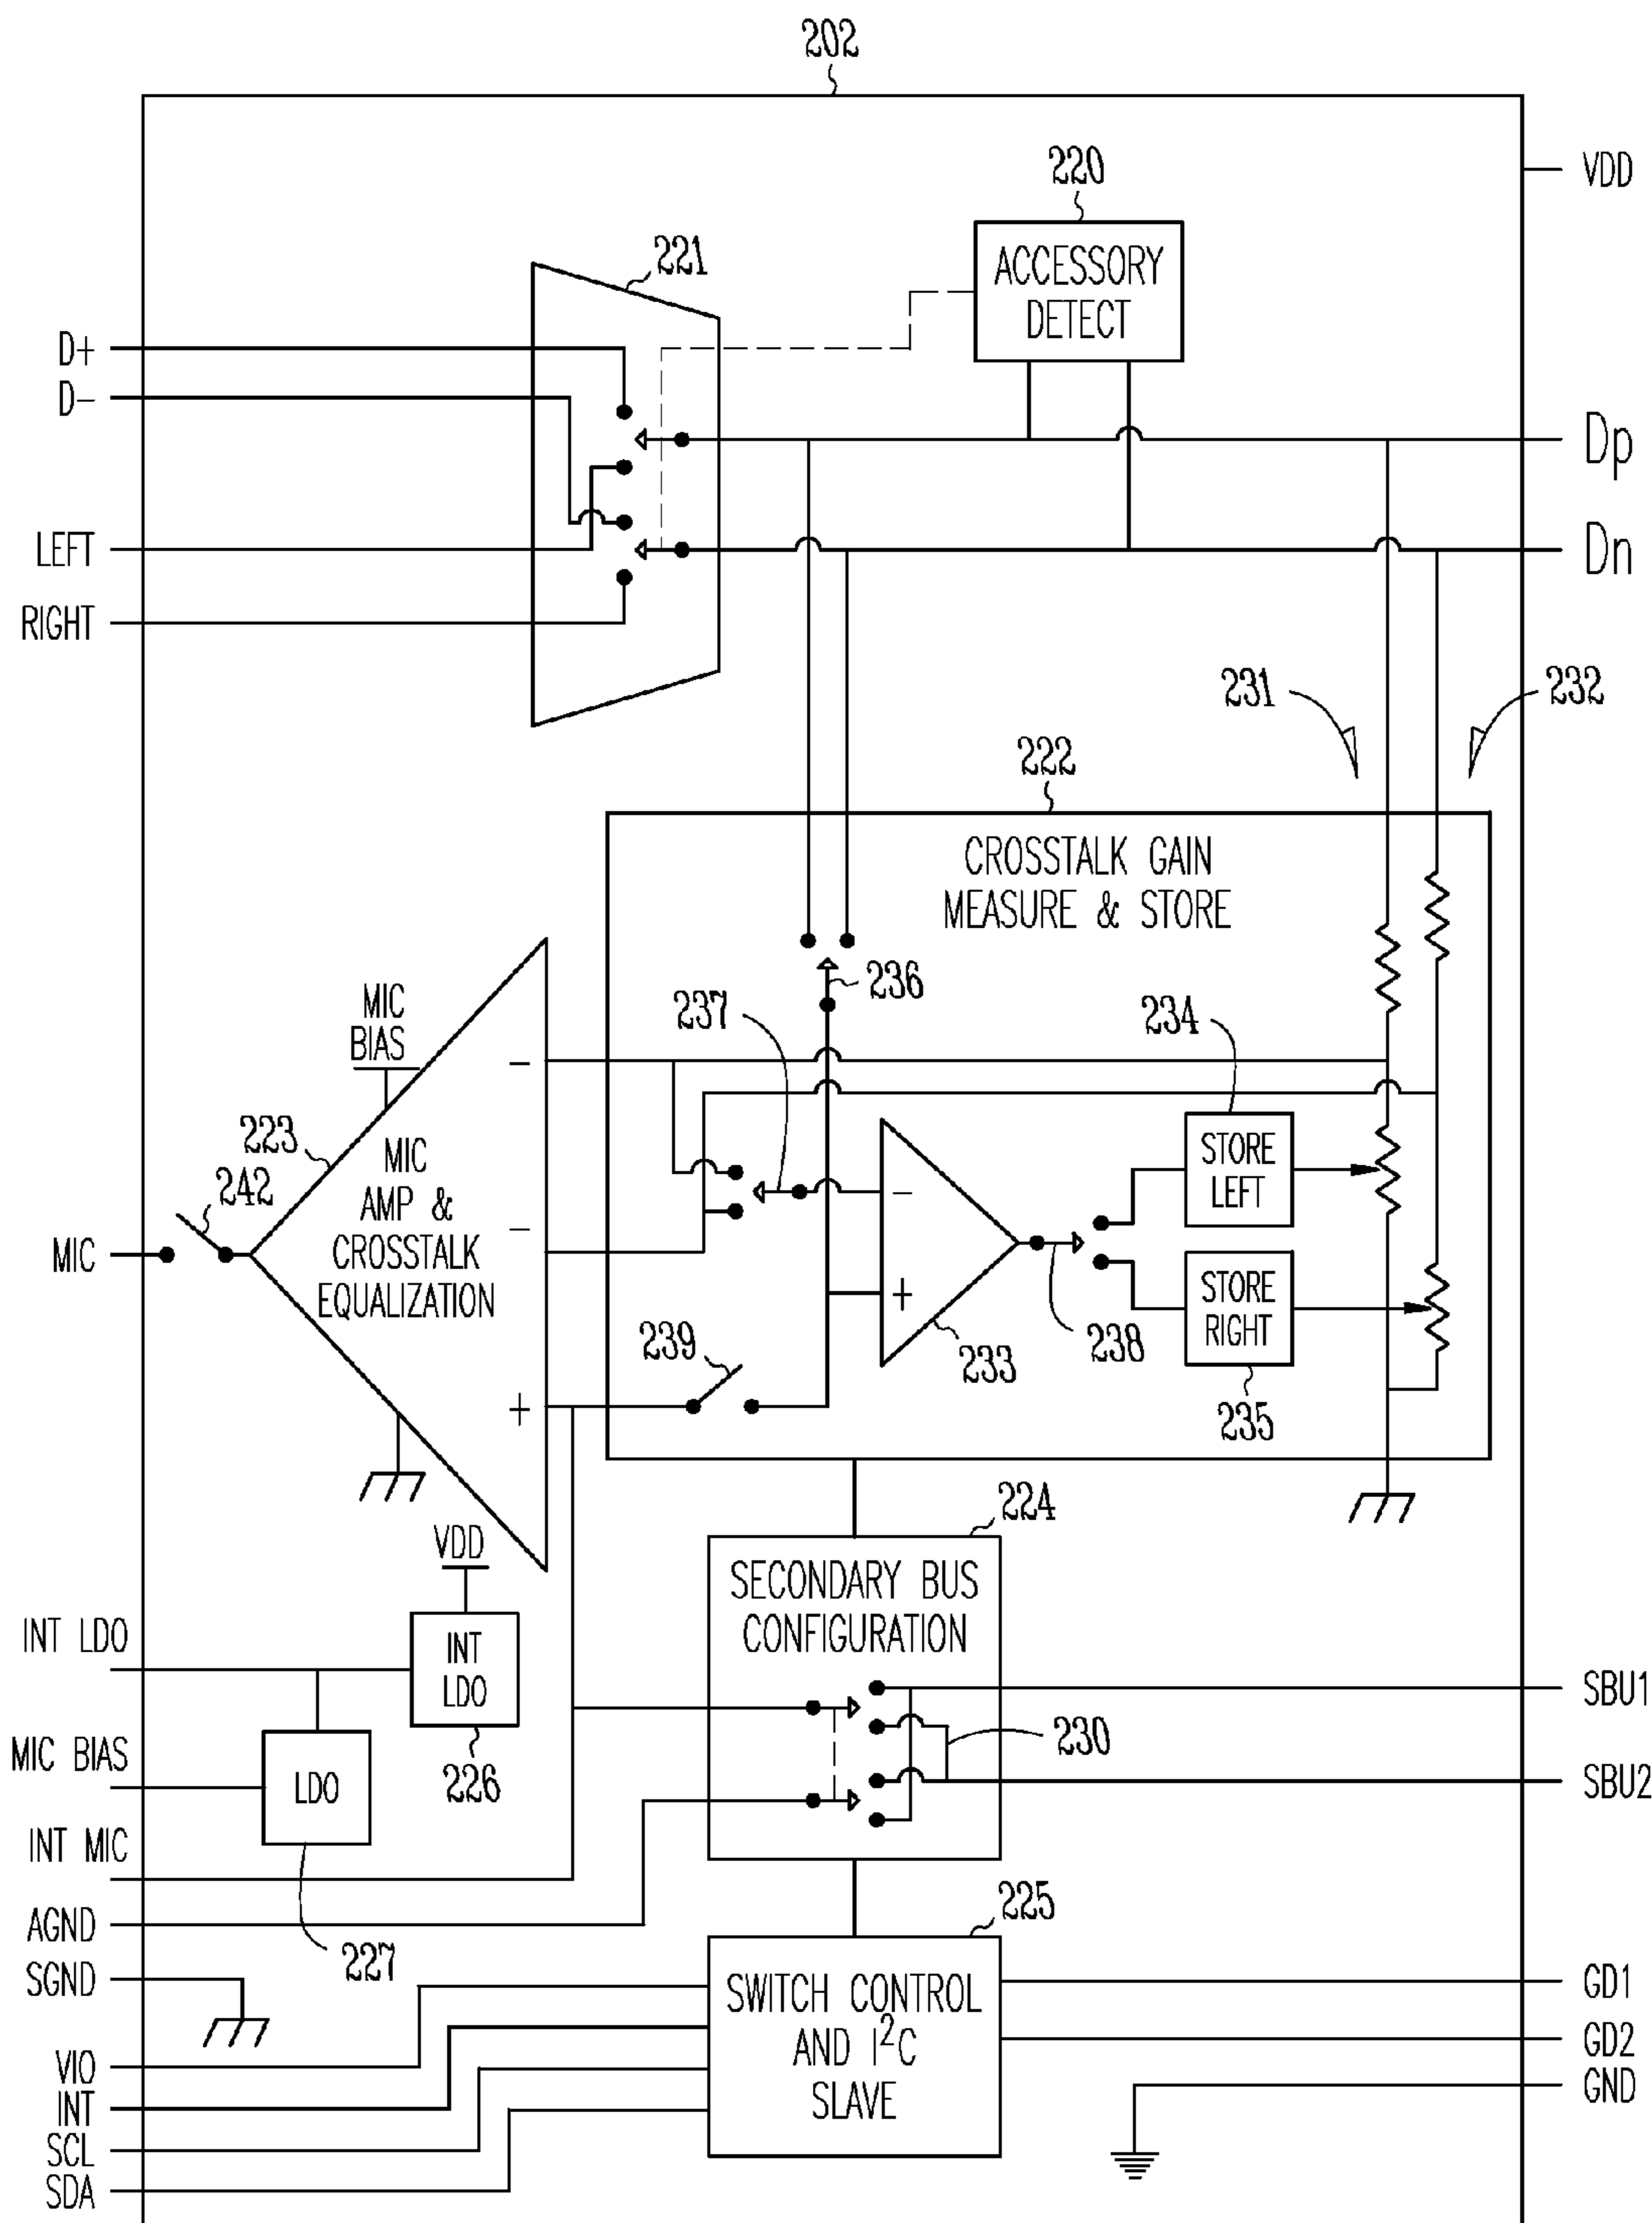 202
VDD
220
ACCESSORY
DETECT
221
D+
D−
Dp
LEFT
Dn
RIGHT
231
232
222
CROSSTALK GAIN
MEASURE & STORE
236
237
234
MIC
BIAS
−
223
242
MIC
AMP &
CROSSTALK
EQUALIZATION
−
MIC
−
+
STORE
LEFT
STORE
RIGHT
239
233
238
235
+
224
VDD
SECONDARY BUS
CONFIGURATION
INT LDO
INT
LDO
226
SBU1
230
MIC BIAS
LDO
SBU2
INT MIC
225
AGND
227
SGND
SWITCH CONTROL
AND I²C
SLAVE
GD1
GD2
GND
VIO
INT
SCL
SDA